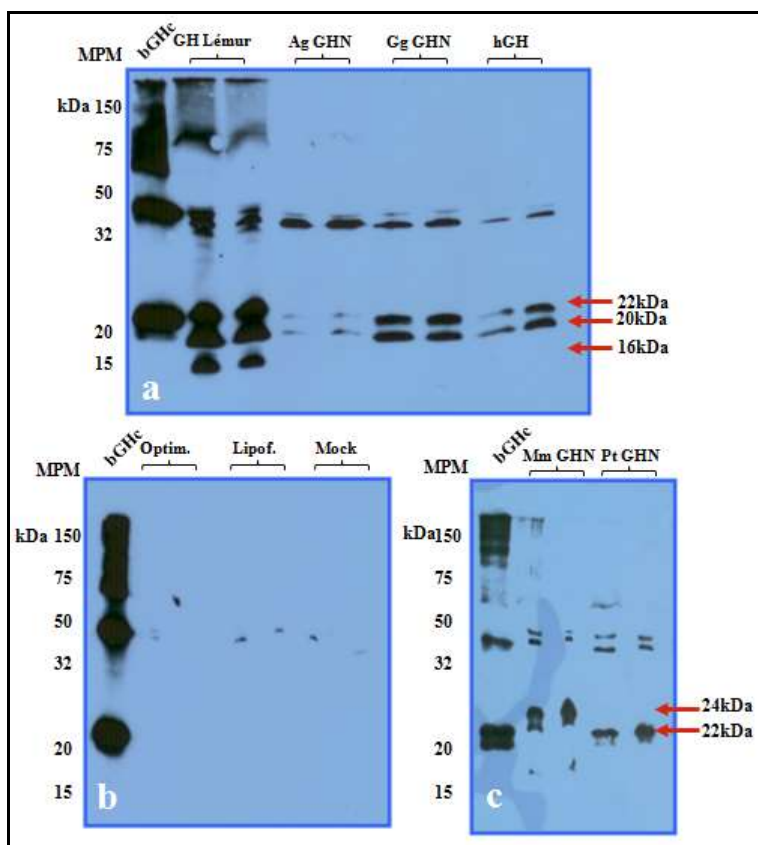 bGHc
GH Lémur
Ag GHN
Gg GHN
hGH
MPM
kDa 150
75
50
32
20
15
22kDa
20kDa
16kDa
a
bGHc
Optim.
Lipof.
Mock
MPM
kDa 150
75
50
32
20
15
b
bGHc
Mm GHN
Pt GHN
MPM
kDa 150
75
50
32
20
15
24kDa
22kDa
c